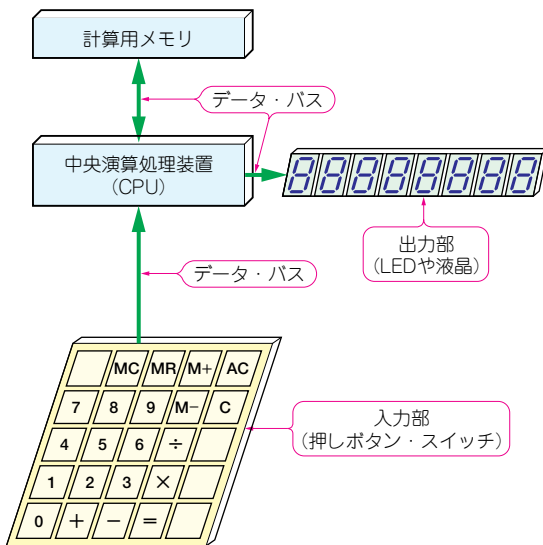 計算用メモリ
データ・バス
中央演算処理装置
(CPU)
88888888
出力部
(LEDや液晶)
データ・バス
MC MR M+ AC
7 8 9 M− C
4 5 6 ÷
1 2 3 ×
0 + − =
入力部
(押しボタン・スイッチ)